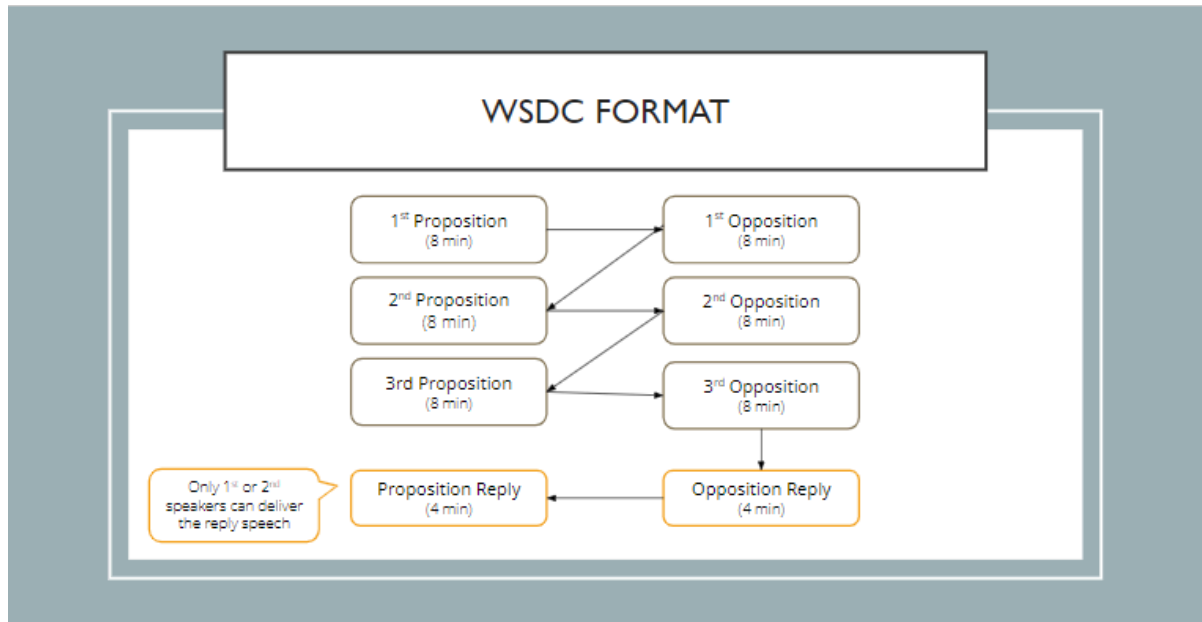 WSDC FORMAT
1st Proposition
(8 min)
1st Opposition
(8 min)
2nd Proposition
(8 min)
2nd Opposition
(8 min)
3rd Proposition
(8 min)
3rd Opposition
(8 min)
Only 1st or 2nd
speakers can deliver
the reply speech
Proposition Reply
(4 min)
Opposition Reply
(4 min)